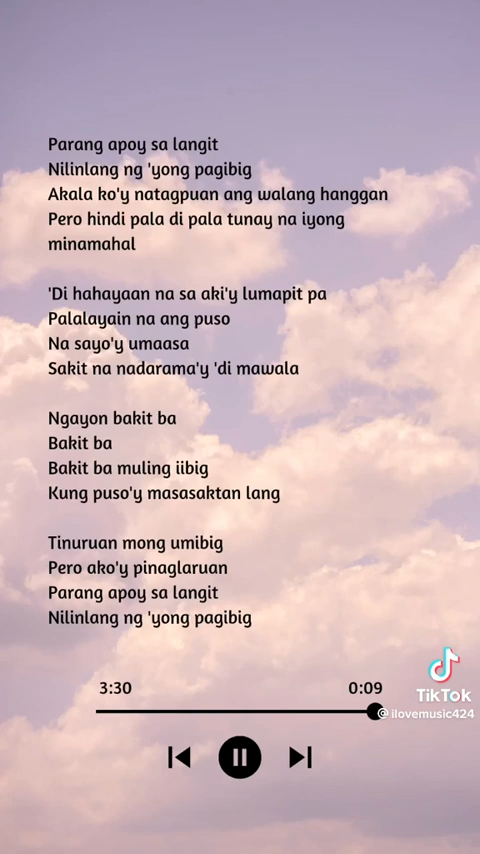 Parang apoy sa langit
Nilinlang ng 'yong pagibig
Akala ko'y natagpuan ang walang hanggan
Pero hindi pala di pala tunay na iyong
minamahal
'Di hahayaan na sa aki'y lumapit pa
Palalayain na ang puso
Na sayo'y umaasa
Sakit na nadarama'y 'di mawala
Ngayon bakit ba
Bakit ba
Bakit ba muling iibig
Kung puso'y masasaktan lang
Tinuruan mong umibig
Pero ako'y pinaglaruan
Parang apoy sa langit
Nilinlang ng 'yong pagibig
3:30 0:09
TikTok
@ilovemusic424